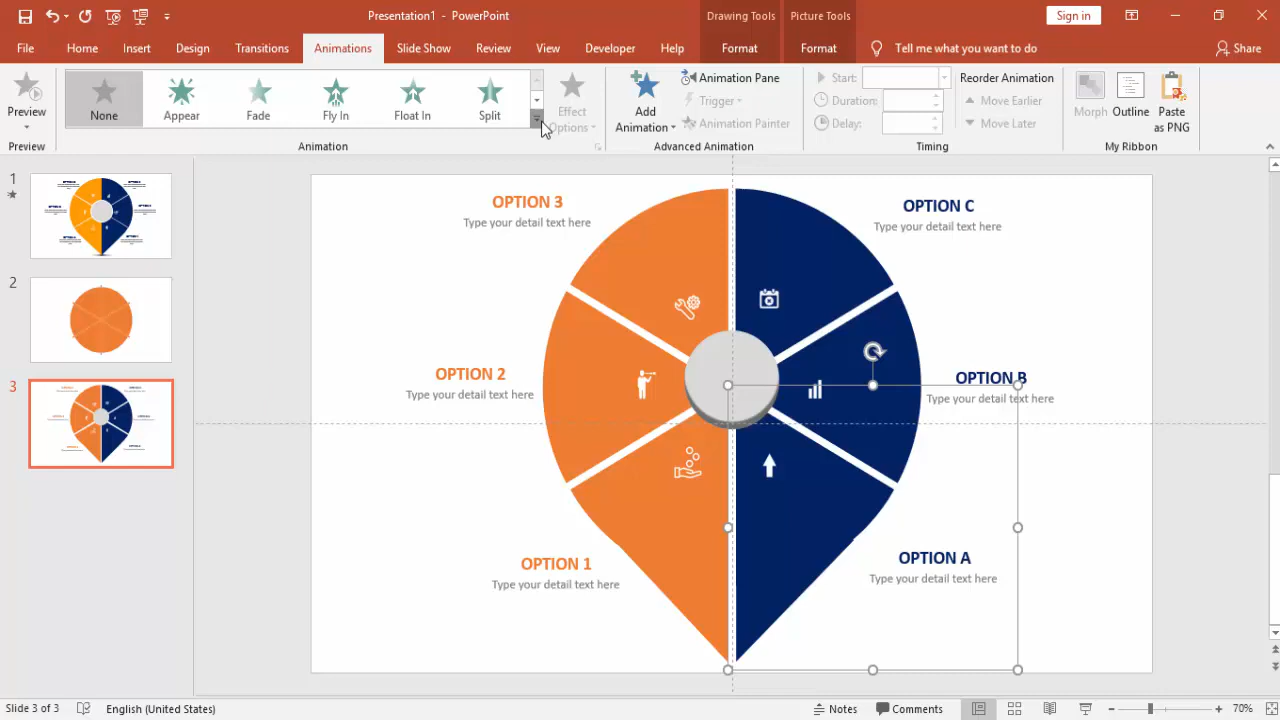 Presentation1 - PowerPoint
Drawing Tools
Picture Tools
Sign in
File
Home
Insert
Design
Transitions
Animations
Slide Show
Review
View
Developer
Help
Format
Format
Tell me what you want to do
Share
Preview
None
Appear
Fade
Fly In
Float In
Split
Effect
Options
Add
Animation
Animation Pane
Trigger
Animation Painter
Start:
Duration:
Delay:
Reorder Animation
Move Earlier
Move Later
Morph
Outline
Paste
as PNG
Preview
Animation
Advanced Animation
Timing
My Ribbon
1
2
3
OPTION 3
Type your detail text here
OPTION C
Type your detail text here
OPTION 2
Type your detail text here
OPTION B
Type your detail text here
OPTION 1
Type your detail text here
OPTION A
Type your detail text here
Slide 3 of 3
English (United States)
Notes
Comments
70%